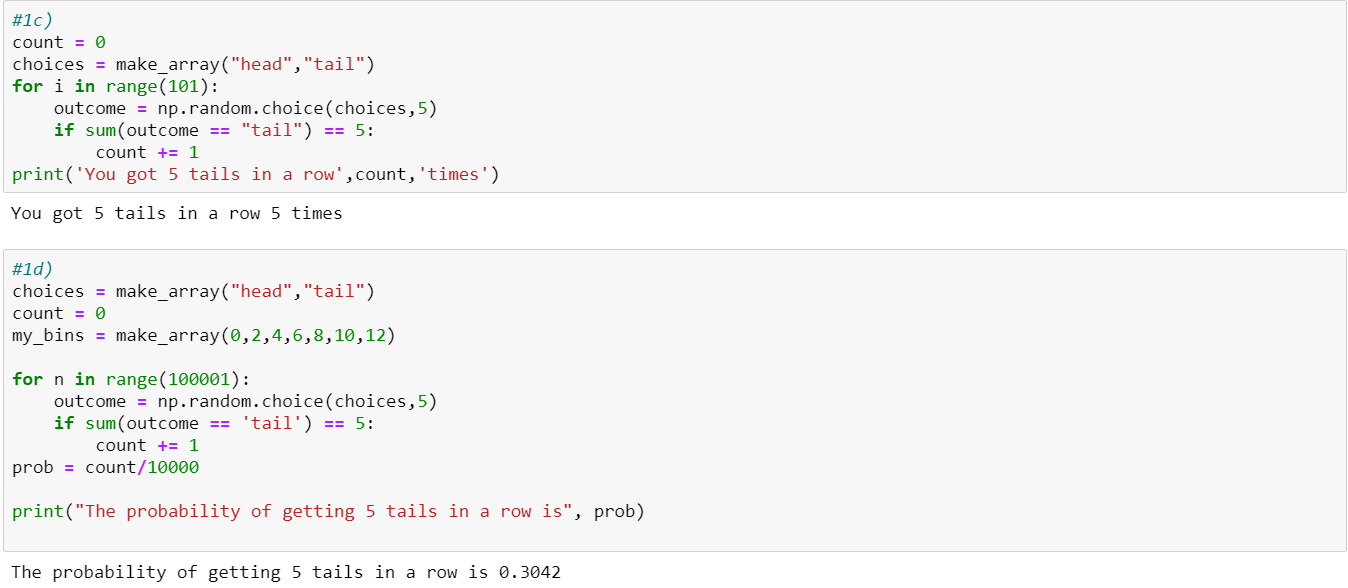 #1c)
count = 0
choices = make_array("head","tail")
for i in range(101):
    outcome = np.random.choice(choices,5)
    if sum(outcome == "tail") == 5:
        count += 1
print('You got 5 tails in a row',count,'times')
You got 5 tails in a row 5 times
#1d)
choices = make_array("head","tail")
count = 0
my_bins = make_array(0,2,4,6,8,10,12)
for n in range(100001):
    outcome = np.random.choice(choices,5)
    if sum(outcome == 'tail') == 5:
        count += 1
prob = count/10000
print("The probability of getting 5 tails in a row is", prob)
The probability of getting 5 tails in a row is 0.3042